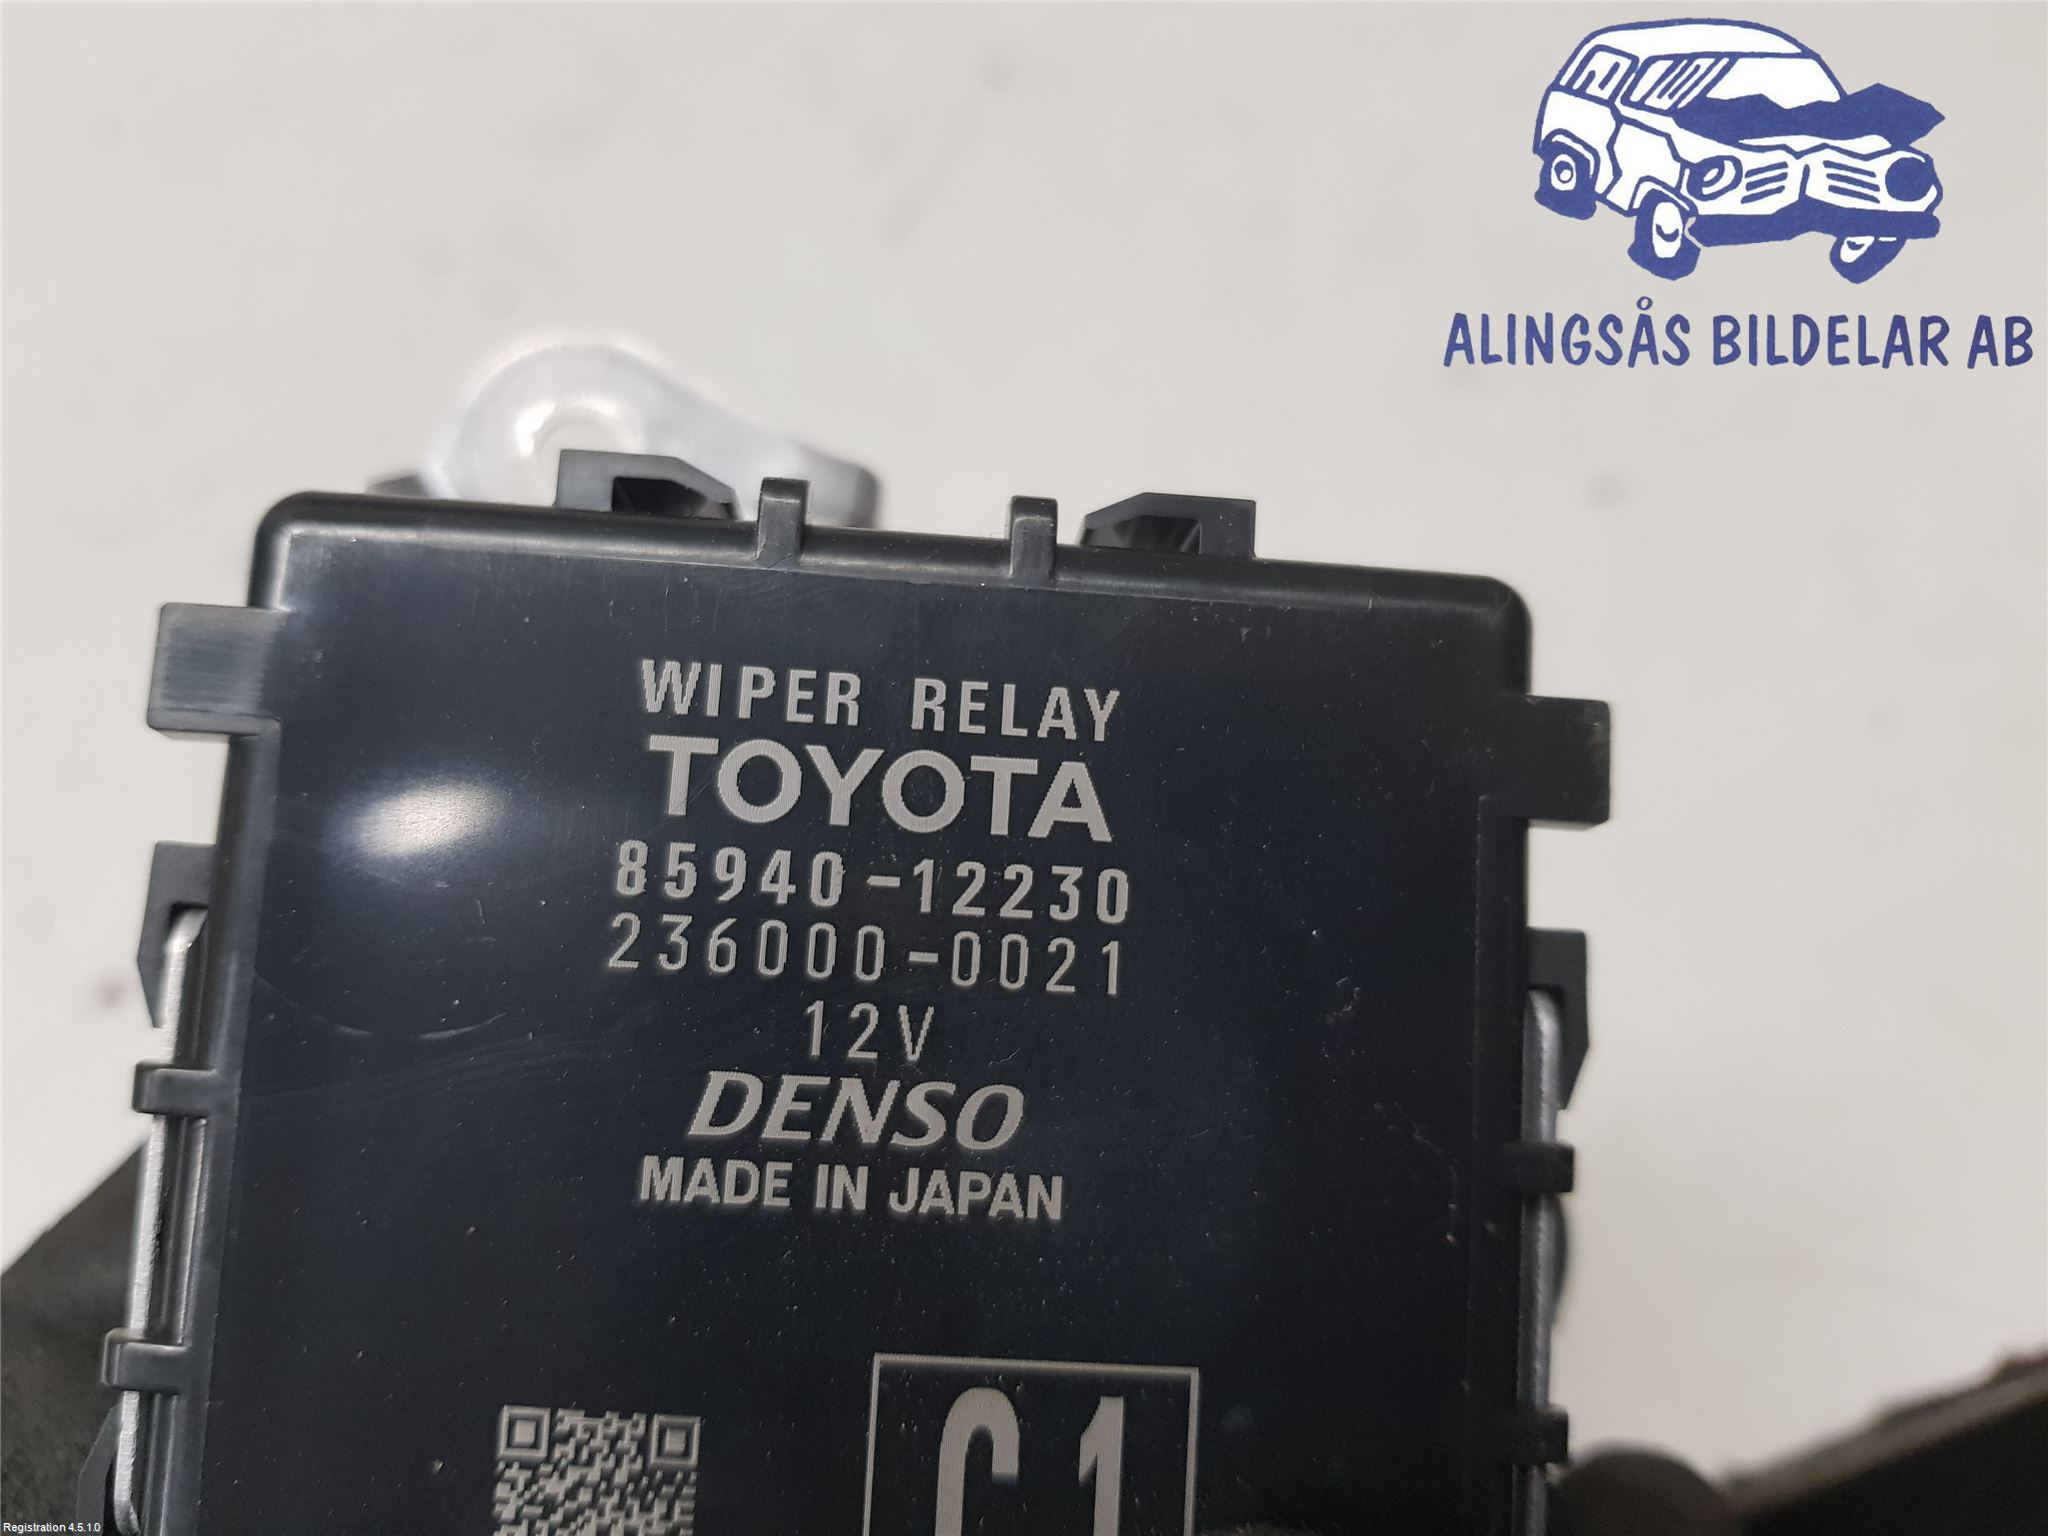 ALINGSÅS BILDELAR AB
WIPER RELAY
TOYOTA
85940-12230
236000-0021
12V
DENSO
MADE IN JAPAN
C1
Registration 4.5.1.0